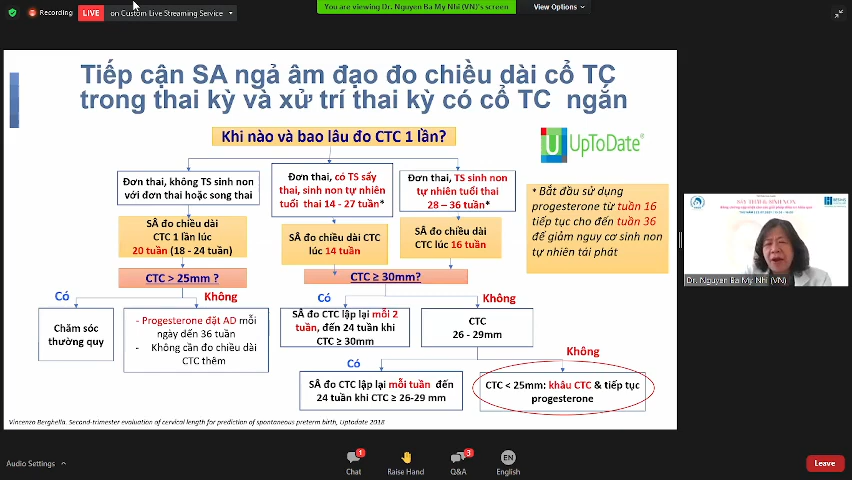 Recording
LIVE
on Custom Live Streaming Service
You are viewing Dr. Nguyen Ba My Nhi (VN)'s screen
View Options
Tiếp cận SA ngả âm đạo đo chiều dài cổ TC
trong thai kỳ và xử trí thai kỳ có cổ TC ngắn
Khi nào và bao lâu đo CTC 1 lần?
UpToDate®
Đơn thai, không TS sinh non
với đơn thai hoặc song thai
Đơn thai, có TS sẩy
thai, sinh non tự nhiên
tuổi thai 14 - 27 tuần*
Đơn thai, TS sinh non
tự nhiên tuổi thai
28 – 36 tuần*
* Bắt đầu sử dụng
progesterone từ tuần 16
tiếp tục cho đến tuần 36
để giảm nguy cơ sinh non
tự nhiên tái phát
SÂ đo chiều dài
CTC 1 lần lúc
20 tuần (18 - 24 tuần)
SÂ đo chiều dài CTC
lúc 14 tuần
SÂ đo chiều dài
CTC lúc 16 tuần
CTC > 25mm ?
CTC ≥ 30mm?
Có
Không
Có
Không
Chăm sóc
thường quy
- Progesterone đặt AD mỗi
ngày đến 36 tuần
- Không cần đo chiều dài
CTC thêm
SÂ đo CTC lập lại mỗi 2
tuần, đến 24 tuần khi
CTC ≥ 30mm
CTC
26 - 29mm
Có
Không
SÂ đo CTC lập lại mỗi tuần đến
24 tuần khi CTC ≥ 26-29 mm
CTC < 25mm: khâu CTC & tiếp tục
progesterone
Vincenzo Berghella. Second-trimester evaluation of cervical length for prediction of spontaneous preterm birth, Uptodate 2018
Dr. Nguyen Ba My Nhi (VN)
Audio Settings
1
Chat
Raise Hand
3
Q&A
EN
English
Leave